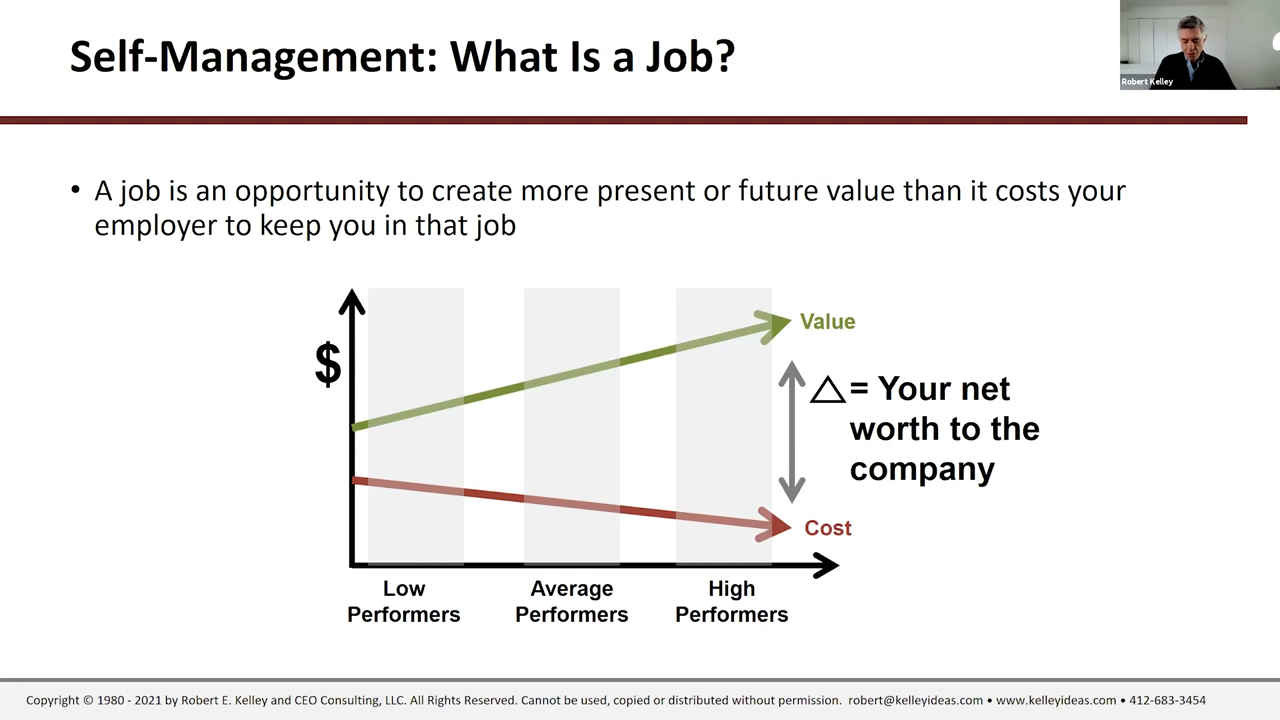 Self-Management: What Is a Job?
Robert Kelley
• A job is an opportunity to create more present or future value than it costs your
employer to keep you in that job
$
Value
△= Your net
worth to the
company
Cost
Low
Performers
Average
Performers
High
Performers
Copyright © 1980 - 2021 by Robert E. Kelley and CEO Consulting, LLC. All Rights Reserved. Cannot be used, copied or distributed without permission. robert@kelleyideas.com • www.kelleyideas.com • 412-683-3454